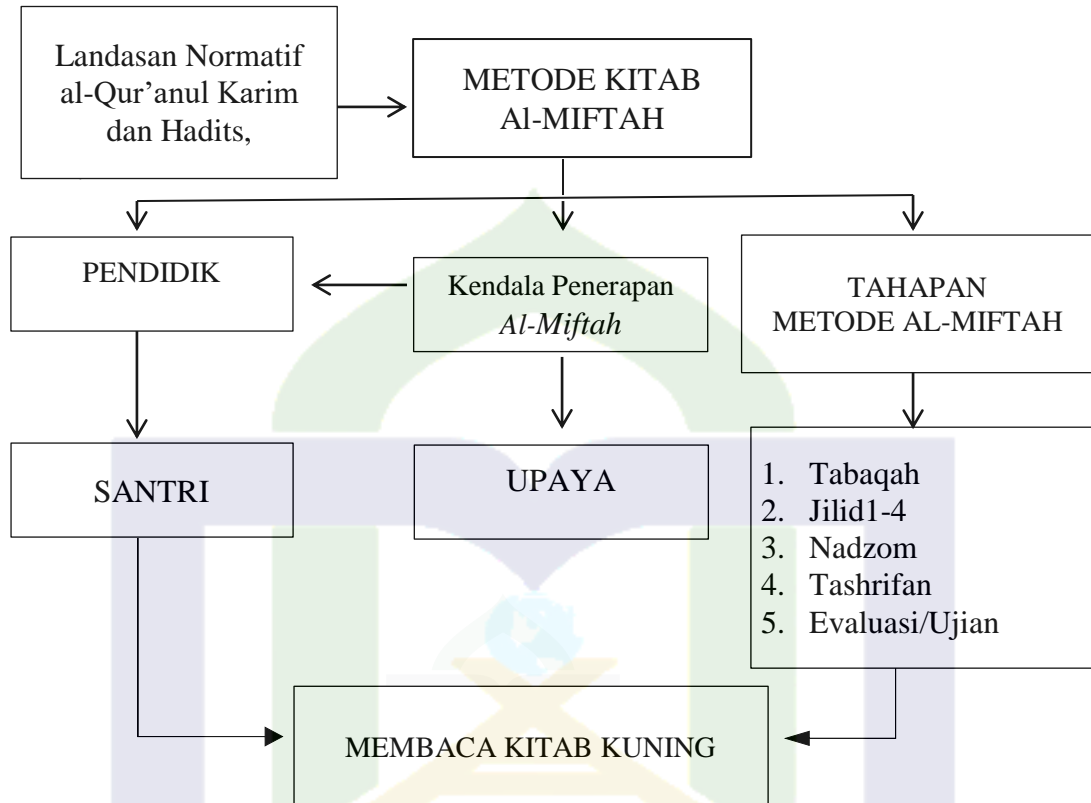 Landasan Normatif
al-Qur’anul Karim
dan Hadits,
METODE KITAB
Al-MIFTAH
PENDIDIK
Kendala Penerapan
Al-Miftah
TAHAPAN
METODE AL-MIFTAH
SANTRI
UPAYA
1. Tabaqah
2. Jilid1-4
3. Nadzom
4. Tashrifan
5. Evaluasi/Ujian
MEMBACA KITAB KUNING